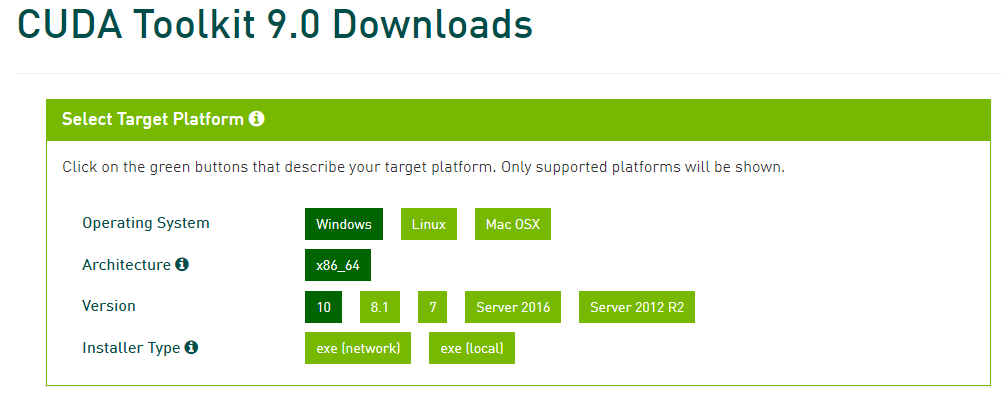 CUDA Toolkit 9.0 Downloads
Select Target Platform
Click on the green buttons that describe your target platform. Only supported platforms will be shown.
Operating System Windows Linux Mac OSX
Architecture x86_64
Version 10 8.1 7 Server 2016 Server 2012 R2
Installer Type exe (network) exe (local)